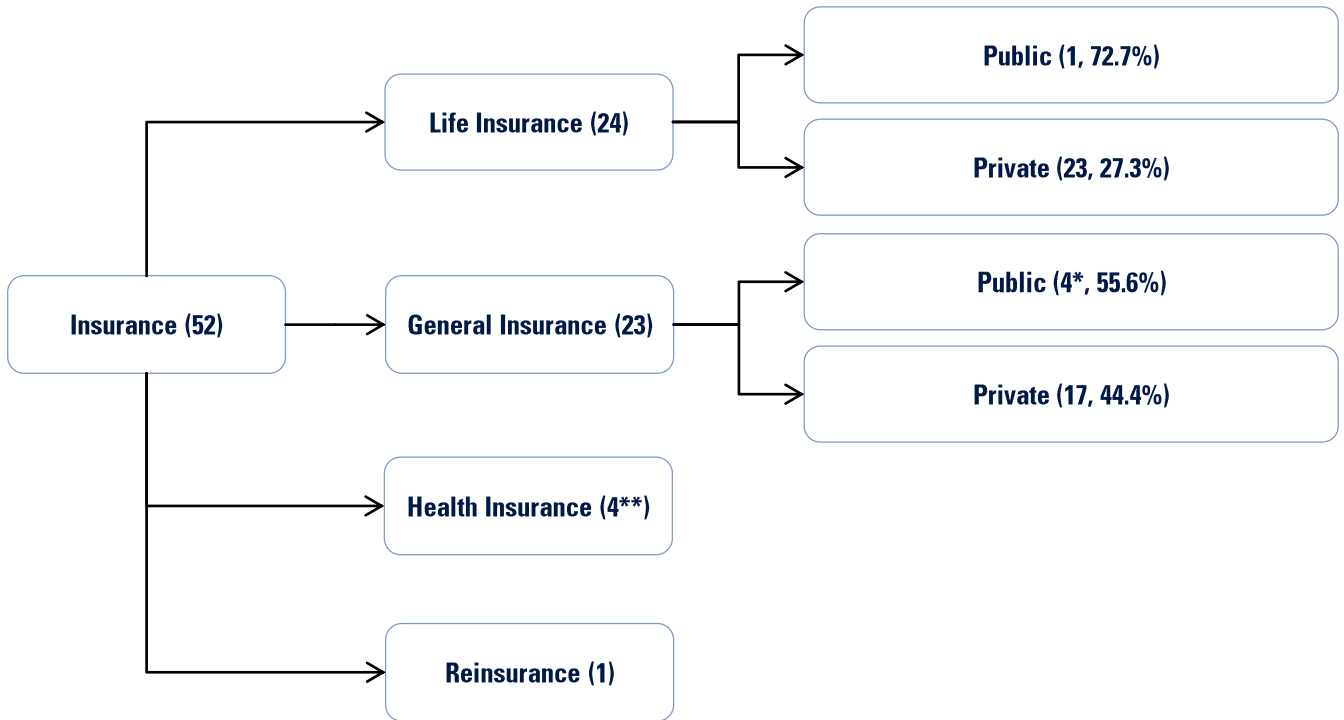 Insurance (52)
Life Insurance (24)
Public (1, 72.7%)
Private (23, 27.3%)
General Insurance (23)
Public (4*, 55.6%)
Private (17, 44.4%)
Health Insurance (4**)
Reinsurance (1)